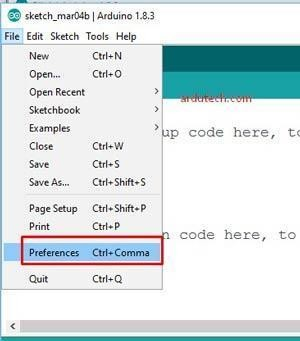 sketch_mar04b | Arduino 1.8.3
File Edit Sketch Tools Help
New Ctrl+N
Open... Ctrl+O
Open Recent
Sketchbook
Examples
Close Ctrl+W
Save Ctrl+S
Save As... Ctrl+Shift+S
Page Setup Ctrl+Shift+P
Print Ctrl+P
Preferences Ctrl+Comma
Quit Ctrl+Q
ardutech.com
up code here, to
n code here, to